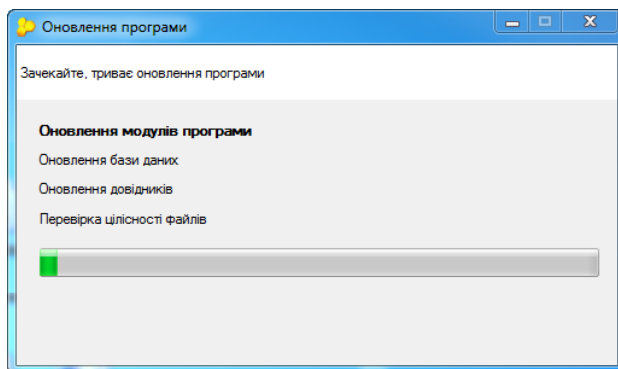 Оновлення програми
Зачекайте, триває оновлення програми
Оновлення модулів програми
Оновлення бази даних
Оновлення довідників
Перевірка цілісності файлів